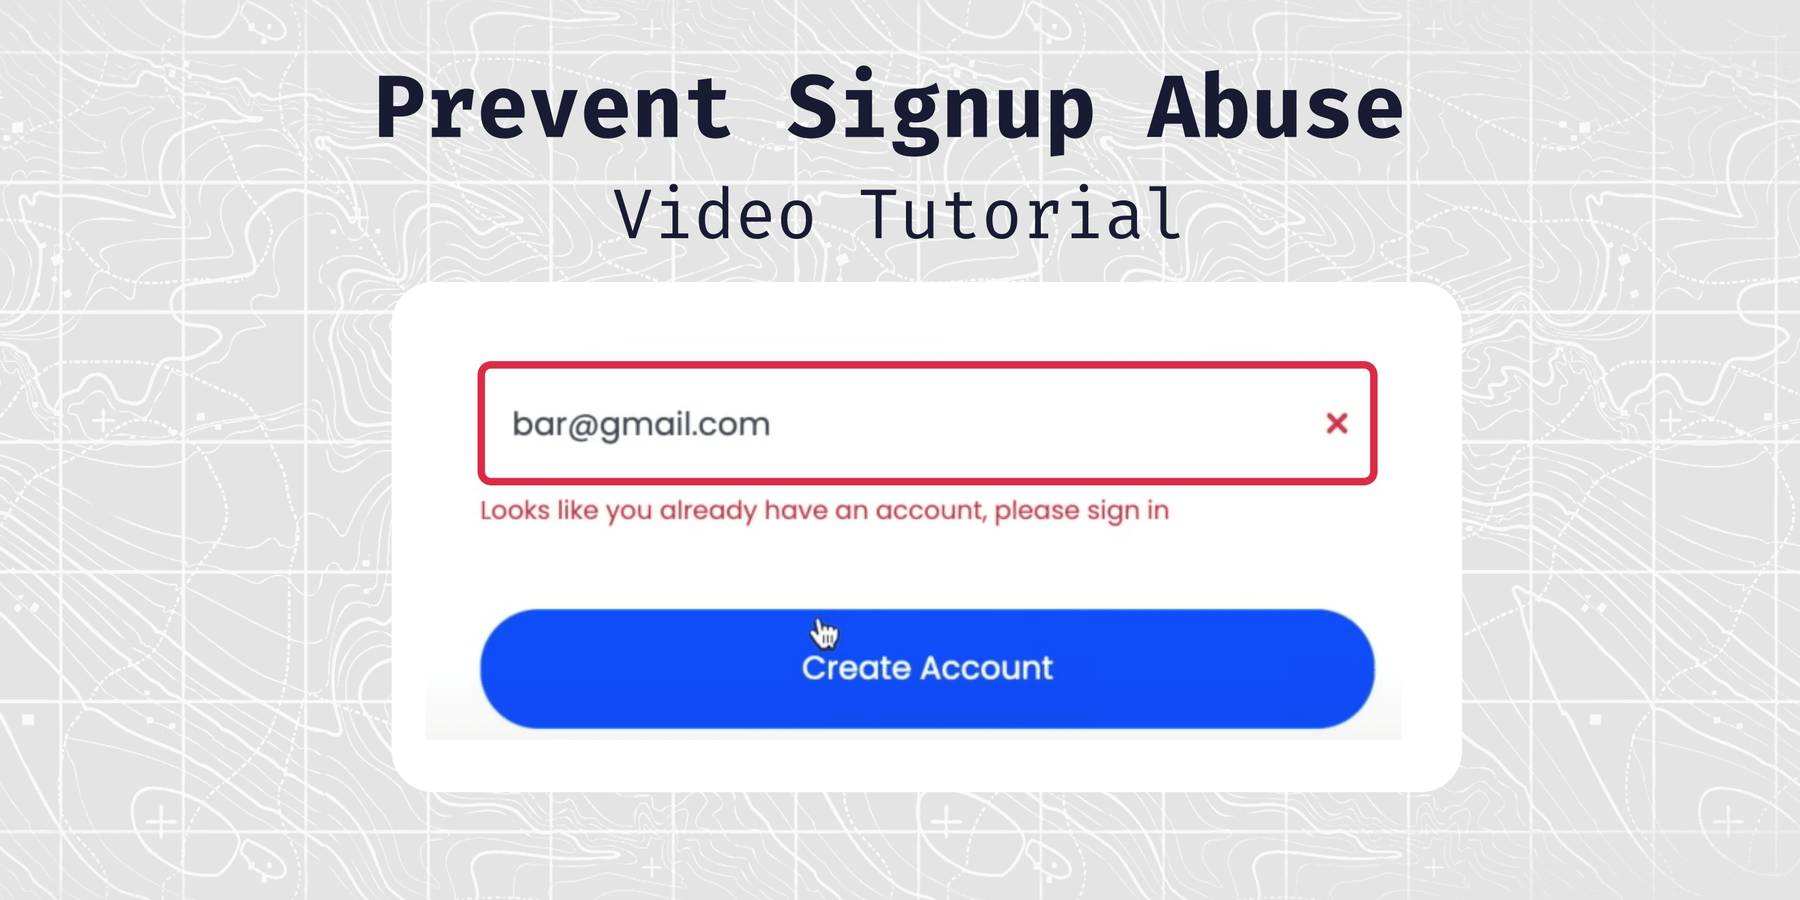 Prevent Signup Abuse
Video Tutorial
bar@gmail.com
Looks like you already have an account, please sign in
Create Account